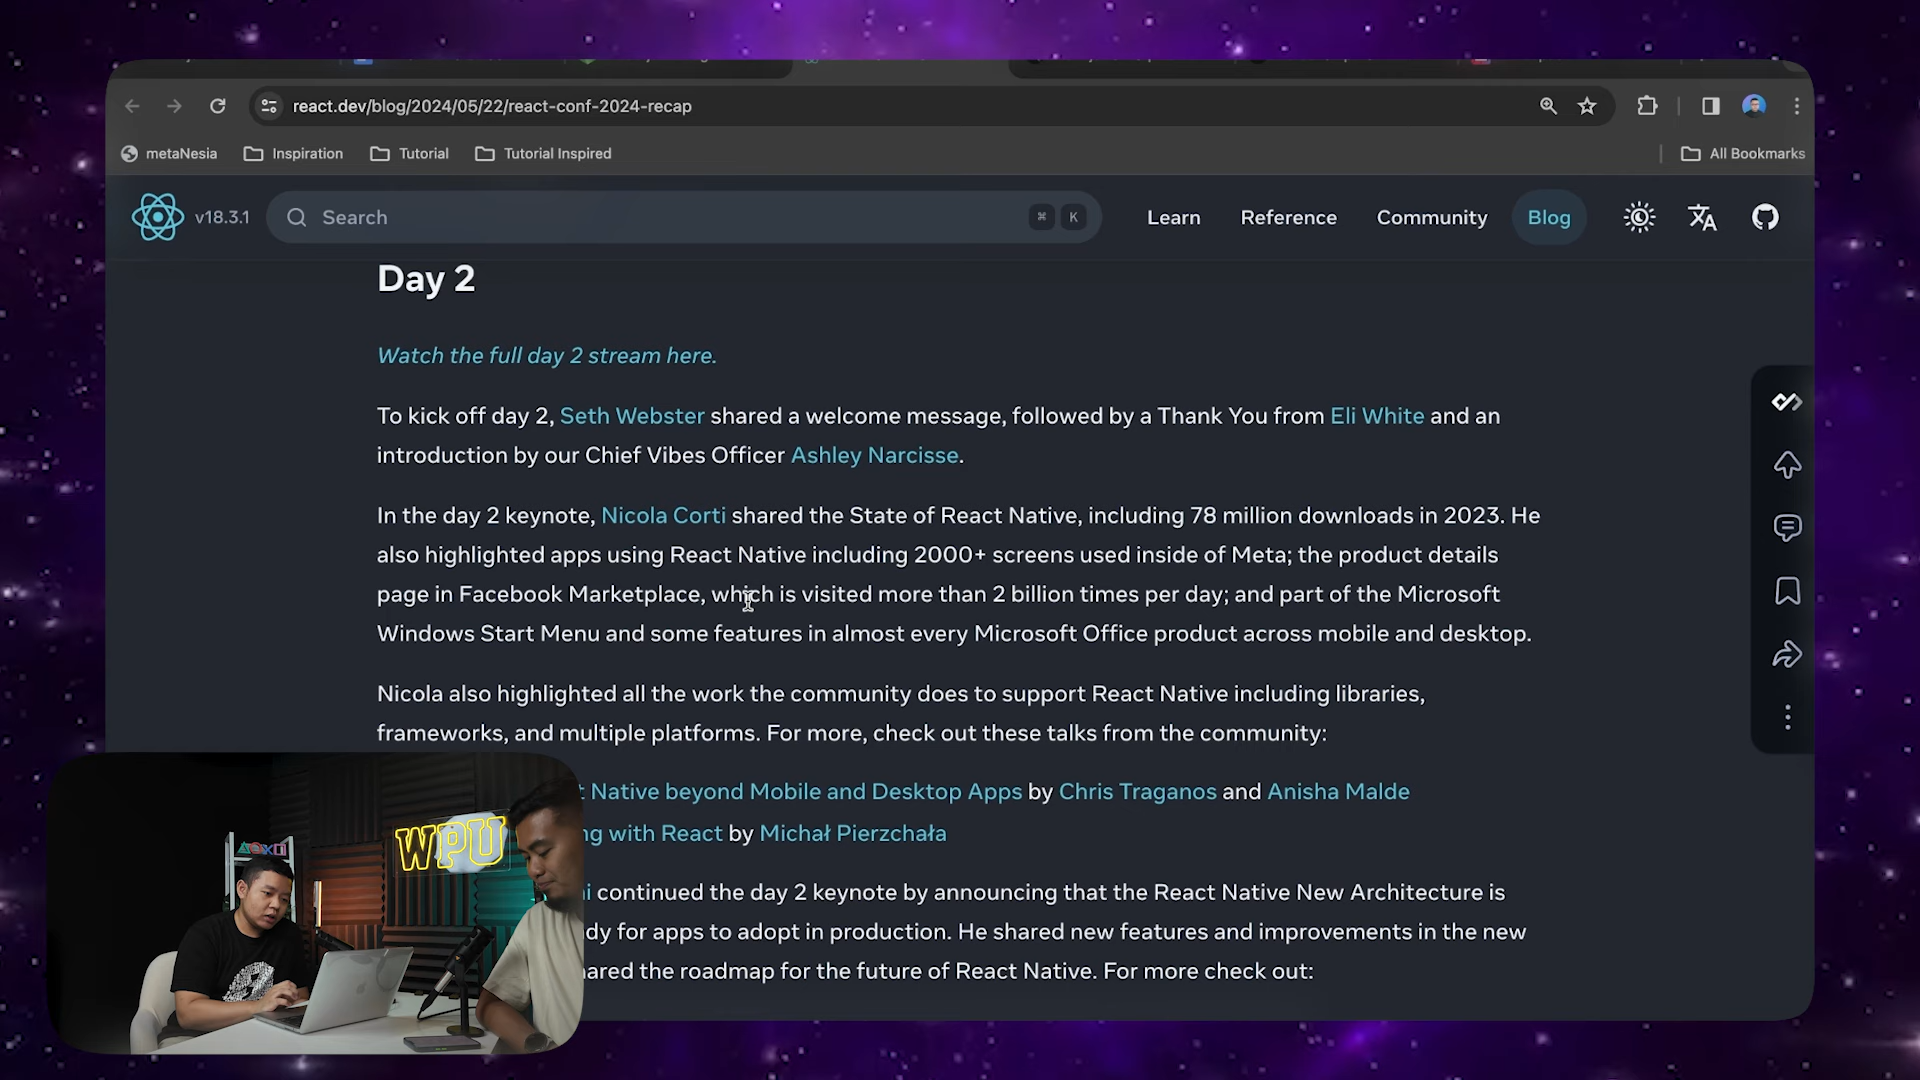 react.dev/blog/2024/05/22/react-conf-2024-recap
metaNesia
Inspiration
Tutorial
Tutorial Inspired
All Bookmarks
v18.3.1
Search
⌘ K
Learn
Reference
Community
Blog
Day 2
Watch the full day 2 stream here.
To kick off day 2, Seth Webster shared a welcome message, followed by a Thank You from Eli White and an
introduction by our Chief Vibes Officer Ashley Narcisse.
In the day 2 keynote, Nicola Corti shared the State of React Native, including 78 million downloads in 2023. He
also highlighted apps using React Native including 2000+ screens used inside of Meta; the product details
page in Facebook Marketplace, which is visited more than 2 billion times per day; and part of the Microsoft
Windows Start Menu and some features in almost every Microsoft Office product across mobile and desktop.
Nicola also highlighted all the work the community does to support React Native including libraries,
frameworks, and multiple platforms. For more, check out these talks from the community:
t Native beyond Mobile and Desktop Apps by Chris Traganos and Anisha Malde
ng with React by Michał Pierzchała
i continued the day 2 keynote by announcing that the React Native New Architecture is
dy for apps to adopt in production. He shared new features and improvements in the new
ared the roadmap for the future of React Native. For more check out:
WPU